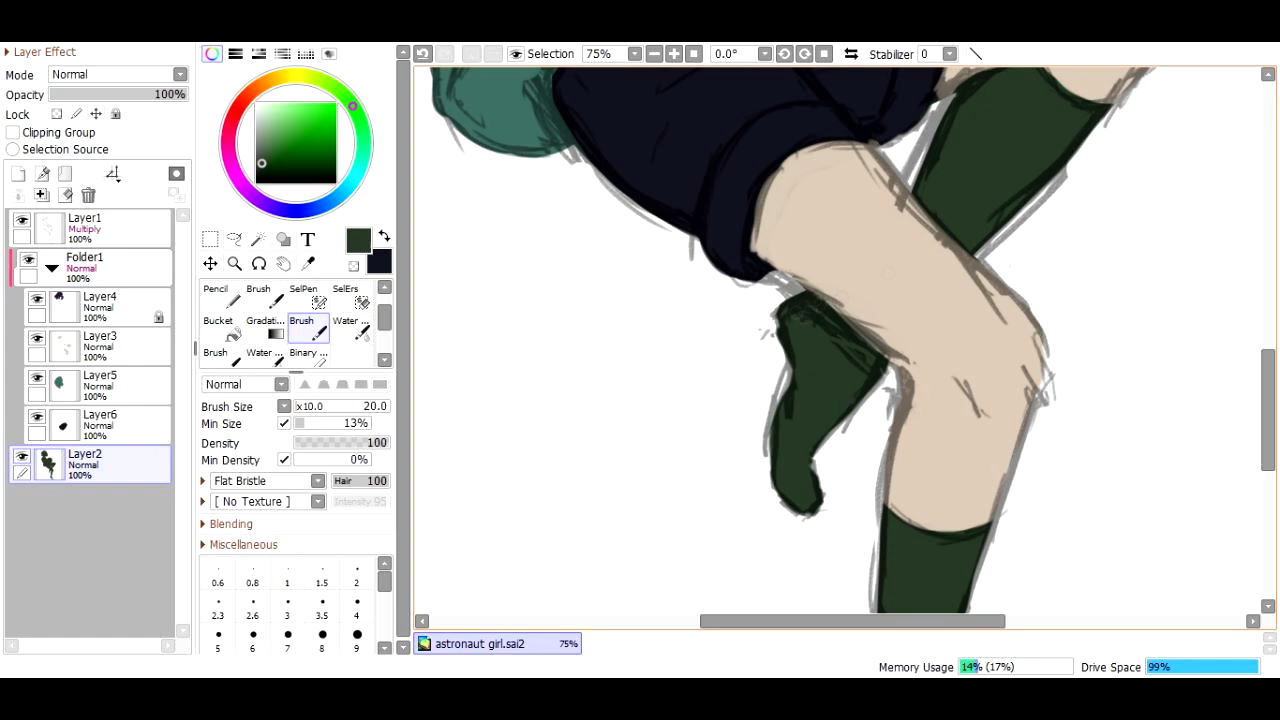 Layer Effect
Mode Normal
Opacity 100%
Lock
Clipping Group
Selection Source
Layer1
Multiply
100%
Folder1
Normal
100%
Layer4
Normal
100%
Layer3
Normal
100%
Layer5
Normal
100%
Layer6
Normal
100%
Layer2
Normal
100%
T
Pencil Brush SelPen SelErs
Bucket Gradati... Brush Water ...
Brush Water ... Binary ...
Normal
Brush Size x10.0 20.0
Min Size 13%
Density 100
Min Density 0%
Flat Bristle Hair 100
[ No Texture ] Intensity 95
Blending
Miscellaneous
0.6 0.8 1 1.5 2
2.3 2.6 3 3.5 4
5 6 7 8 9
Selection 75% 0.0° Stabilizer 0
astronaut girl.sai2 75%
Memory Usage 14% (17%) Drive Space 99%